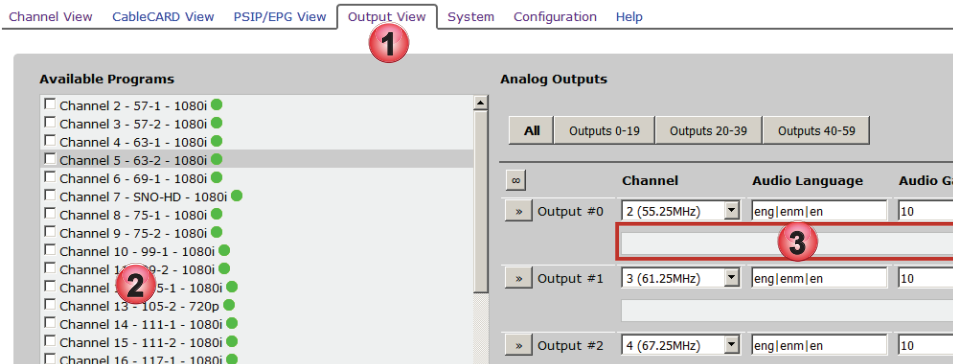 Channel View CableCARD View PSIP/EPG View Output View System Configuration Help
1
Available Programs
Channel 2 - 57-1 - 1080i
Channel 3 - 57-2 - 1080i
Channel 4 - 63-1 - 1080i
Channel 5 - 63-2 - 1080i
Channel 6 - 69-1 - 1080i
Channel 7 - SNO-HD - 1080i
Channel 8 - 75-1 - 1080i
Channel 9 - 75-2 - 1080i
Channel 10 - 99-1 - 1080i
Channel 9-2 - 1080i
Channel 5-1 - 1080i
Channel 13 - 105-2 - 720p
Channel 14 - 111-1 - 1080i
Channel 15 - 111-2 - 1080i
Channel 16 - 117-1 - 1080i
2
Analog Outputs
All Outputs 0-19 Outputs 20-39 Outputs 40-59
∞ Channel Audio Language Audio
» Output #0 2 (55.25MHz) eng|enm|en 10
3
» Output #1 3 (61.25MHz) eng|enm|en 10
» Output #2 4 (67.25MHz) eng|enm|en 10